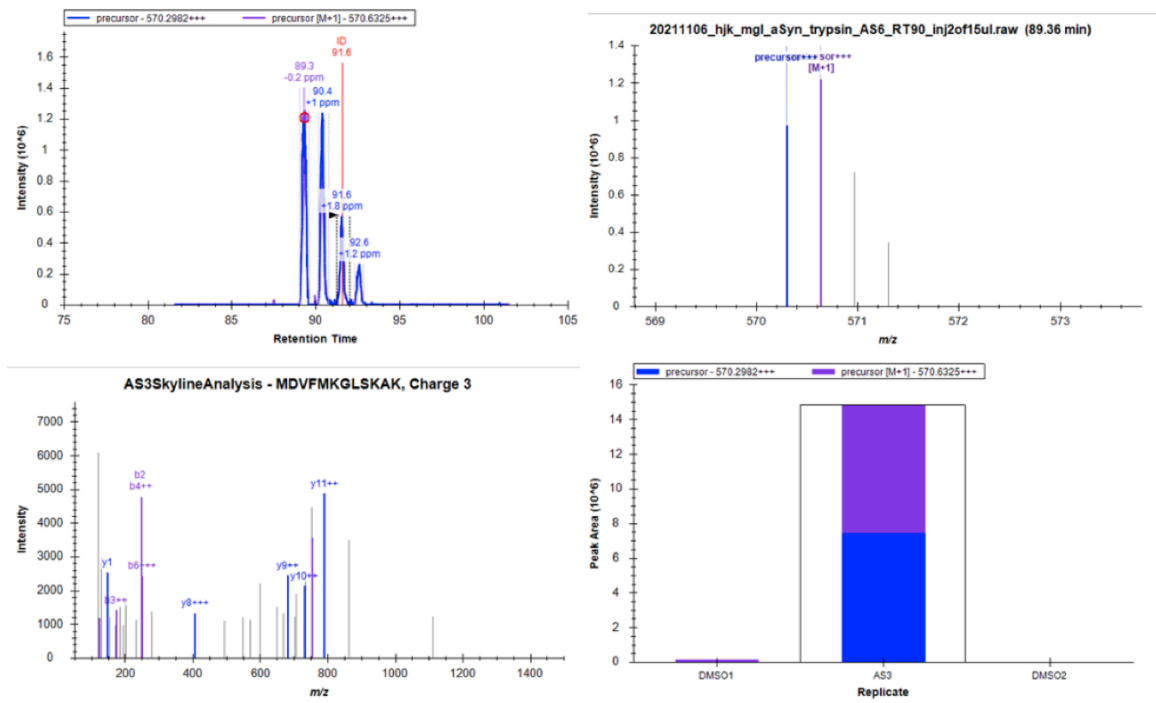 precursor - 570.2982+++ precursor [M+1] - 570.6325+++
ID
91.6
89.3
-0.2 ppm
90.4
+1 ppm
91.6
+1.8 ppm
92.6
+1.2 ppm
Intensity (10^6)
1.6
1.4
1.2
1
0.8
0.6
0.4
0.2
0
75 80 85 90 95 100 105
Retention Time
20211106_hjk_mgl_aSyn_trypsin_AS6_RT90_inj2of15ul.raw (89.36 min)
precursor+++
sor+++
[M+1]
Intensity (10^6)
1.4
1.2
1
0.8
0.6
0.4
0.2
0
569 570 571 572 573
m/z
AS3SkylineAnalysis - MDVFMKGLSKAK, Charge 3
Intensity
7000
6000
5000
4000
3000
2000
1000
0
b2
b4++
y11++
y1
b6+++
y9++
y10++
b3++
y8+++
200 400 600 800 1000 1200 1400
m/z
precursor - 570.2982+++ precursor [M+1] - 570.6325+++
Peak Area (10^6)
16
14
12
10
8
6
4
2
0
DMSO1 AS3 DMSO2
Replicate